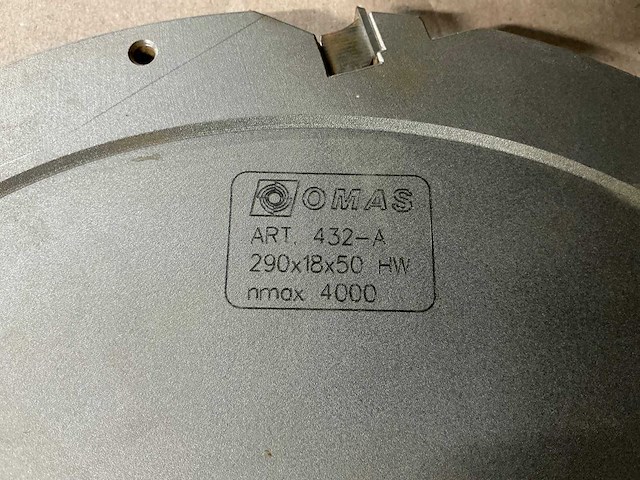 OMAS
ART. 432-A
290x18x50 HW
nmax 4000